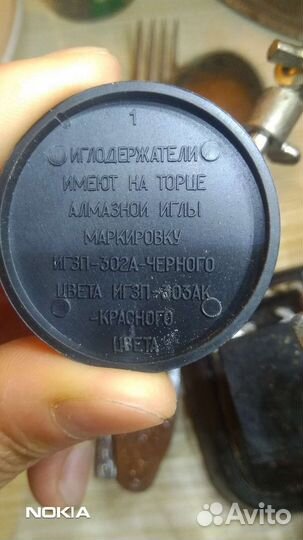 1
ИГЛОДЕРЖАТЕЛИ
ИМЕЮТ НА ТОРЦЕ
АЛМАЗНОЙ ИГЛЫ
МАРКИРОВКУ
ИГЗП-302А-ЧЕРНОГО
ЦВЕТА ИГЗП-303АК
-КРАСНОГО
ЦВЕТА
NOKIA
Avito